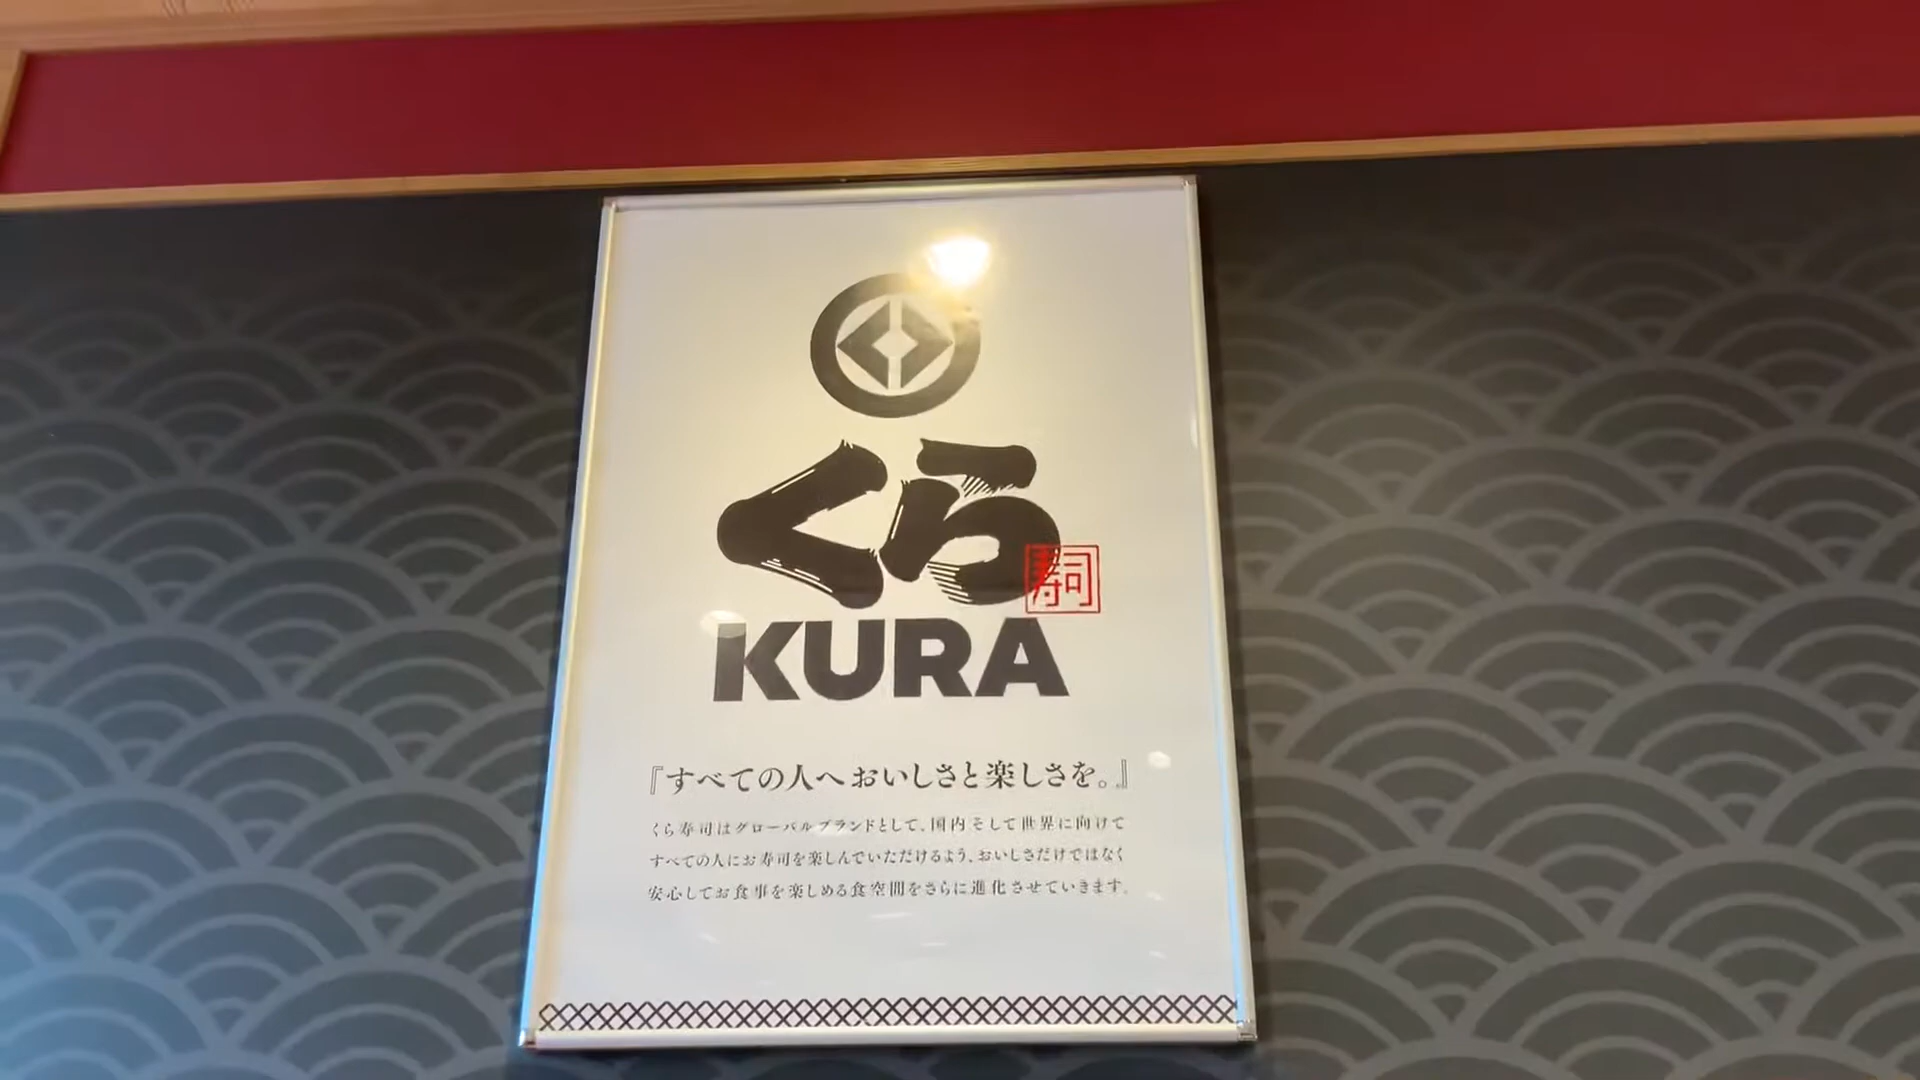 くら
寿司
KURA
『すべての人へおいしさと楽しさを。』
くら寿司はグローバルブランドとして、国内そして世界に向けて
すべての人にお寿司を楽しんでいただけるよう、おいしさだけではなく
安心してお食事を楽しめる食空間をさらに進化させていきます。